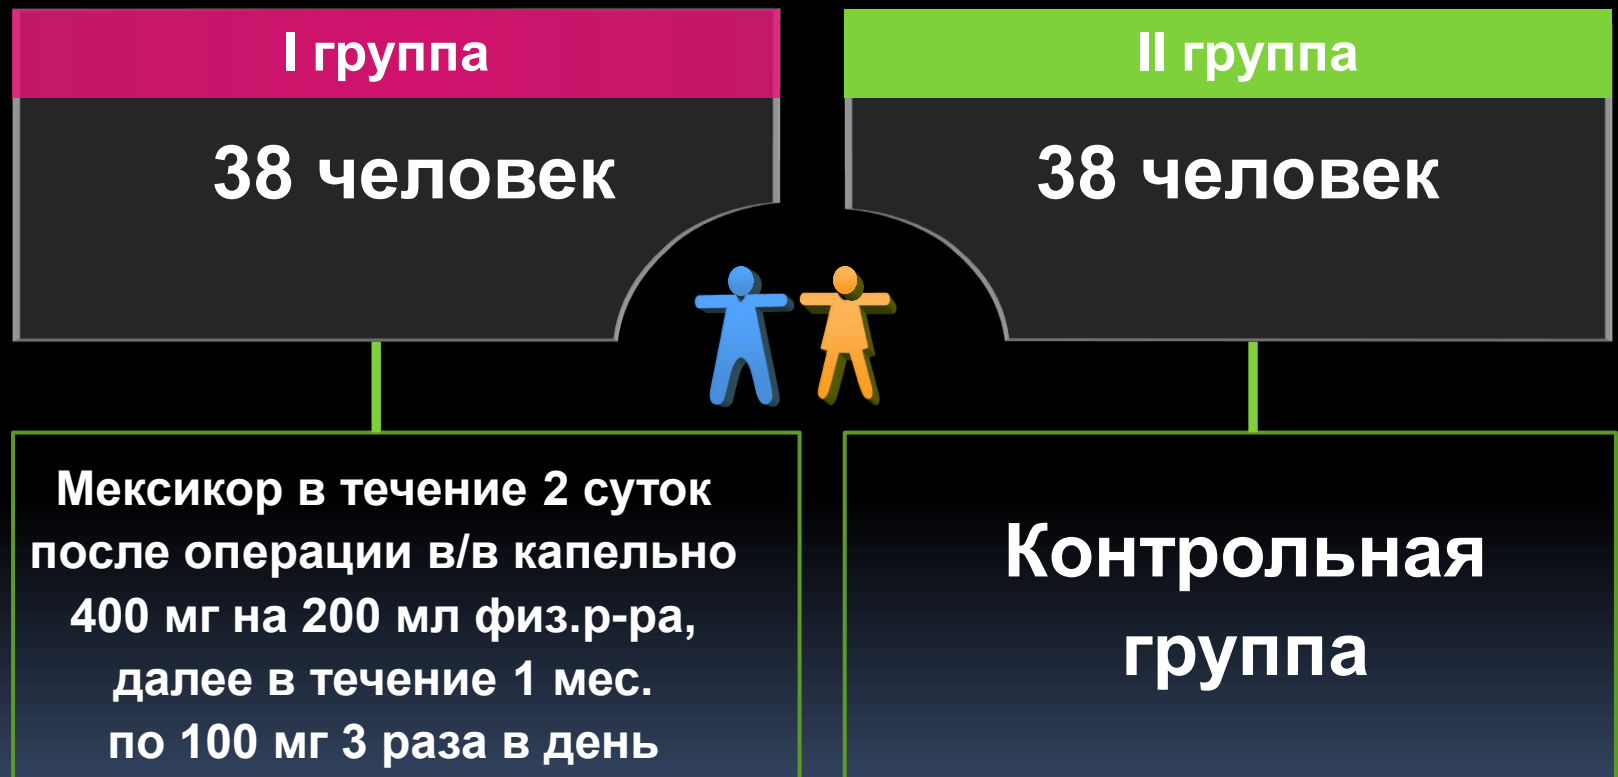 I группа
38 человек
Мексикор в течение 2 суток
после операции в/в капельно
400 мг на 200 мл физ.р-ра,
далее в течение 1 мес.
по 100 мг 3 раза в день
II группа
38 человек
Контрольная
группа